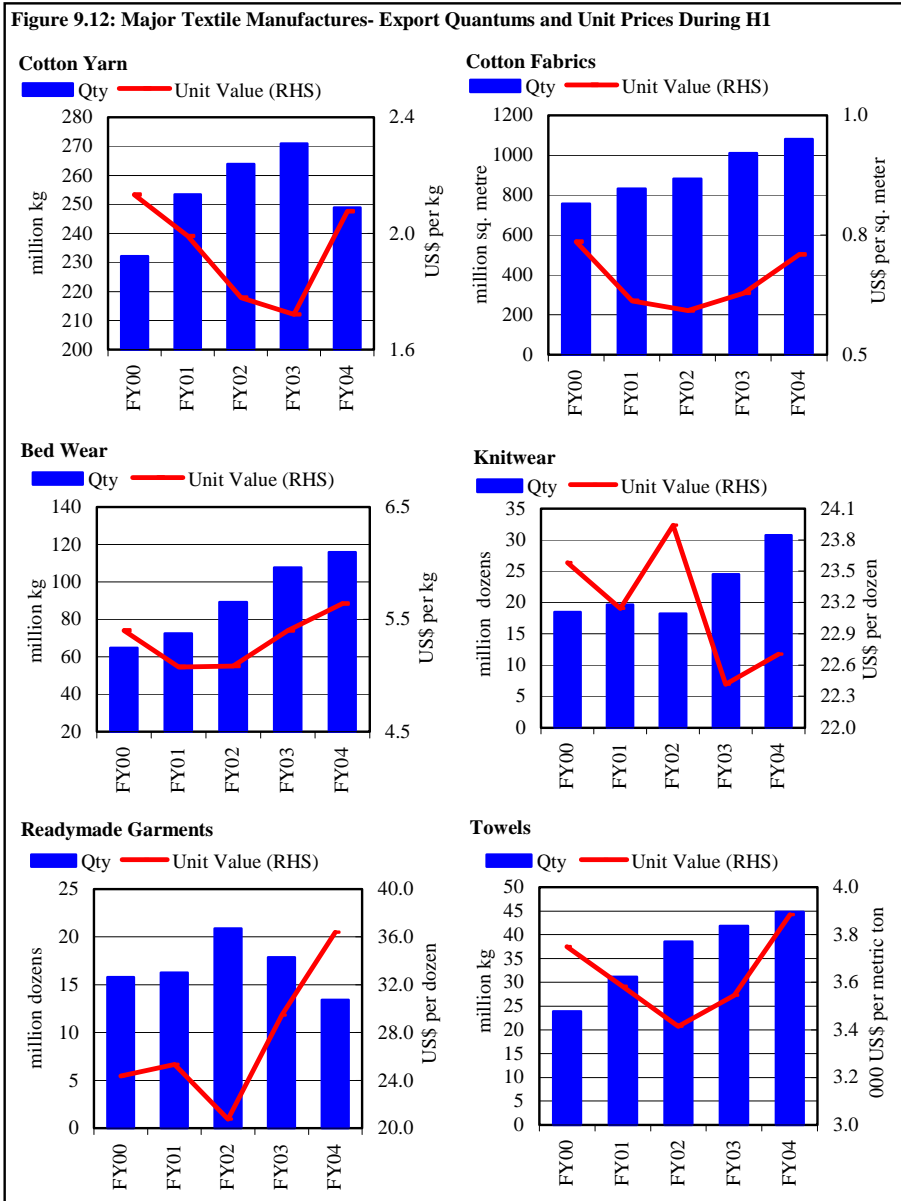 Figure 9.12: Major Textile Manufactures- Export Quantums and Unit Prices During H1
Cotton Yarn
Qty Unit Value (RHS)
280
270
260
250
240
230
220
210
200
million kg
2.4
2.0
1.6
US$ per kg
FY00
FY01
FY02
FY03
FY04
Cotton Fabrics
Qty Unit Value (RHS)
1200
1000
800
600
400
200
0
million sq. metre
1.0
0.8
0.5
US$ per sq. meter
FY00
FY01
FY02
FY03
FY04
Bed Wear
Qty Unit Value (RHS)
140
120
100
80
60
40
20
million kg
6.5
5.5
4.5
US$ per kg
FY00
FY01
FY02
FY03
FY04
Knitwear
Qty Unit Value (RHS)
35
30
25
20
15
10
5
0
million dozens
24.1
23.8
23.5
23.2
22.9
22.6
22.3
22.0
US$ per dozen
FY00
FY01
FY02
FY03
FY04
Readymade Garments
Qty Unit Value (RHS)
25
20
15
10
5
0
million dozens
40.0
36.0
32.0
28.0
24.0
20.0
US$ per dozen
FY00
FY01
FY02
FY03
FY04
Towels
Qty Unit Value (RHS)
50
45
40
35
30
25
20
15
10
5
0
million kg
4.0
3.8
3.6
3.4
3.2
3.0
000 US$ per metric ton
FY00
FY01
FY02
FY03
FY04